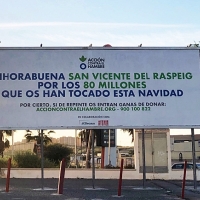 ACCIÓN
CONTRA EL
HAMBRE
NHORABUENA SAN VICENTE DEL RASPEIG
POR LOS 80 MILLONES
QUE OS HAN TOCADO ESTA NAVIDAD
POR CIERTO. SI DE REPENTE OS ENTRAN GANAS DE DONAR:
ACCIONCONTRAELHAMBRE.ORG - 900 100 822